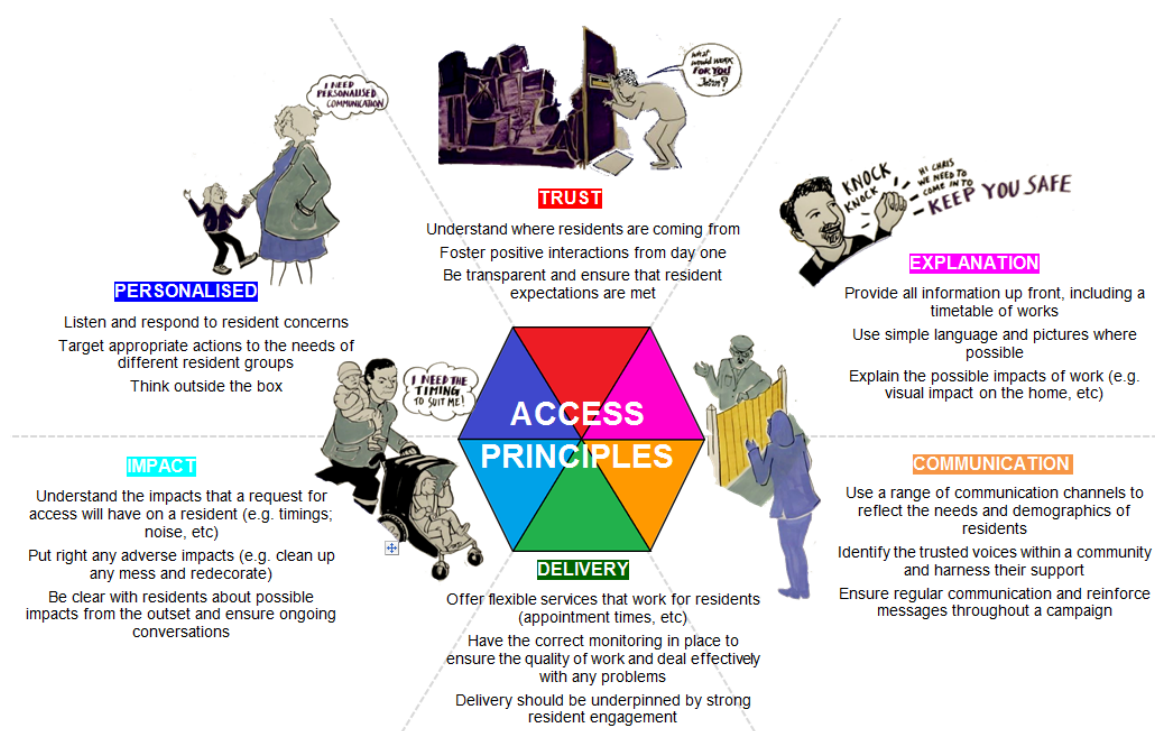 I NEED
PERSONALISED
COMMUNICATION
WHAT
WOULD WORK
FOR YOU
John?
KNOCK
KNOCK
HI CHRIS
WE NEED TO
COME IN TO
KEEP YOU SAFE
TRUST
Understand where residents are coming from
Foster positive interactions from day one
Be transparent and ensure that resident
expectations are met
EXPLANATION
Provide all information up front, including a
timetable of works
Use simple language and pictures where
possible
Explain the possible impacts of work (e.g.
visual impact on the home, etc)
PERSONALISED
Listen and respond to resident concerns
Target appropriate actions to the needs of
different resident groups
Think outside the box
I NEED THE
TIMING
TO SUIT ME!
ACCESS
PRINCIPLES
IMPACT
Understand the impacts that a request for
access will have on a resident (e.g. timings;
noise, etc)
Put right any adverse impacts (e.g. clean up
any mess and redecorate)
Be clear with residents about possible
impacts from the outset and ensure ongoing
conversations
COMMUNICATION
Use a range of communication channels to
reflect the needs and demographics of
residents
Identify the trusted voices within a community
and harness their support
Ensure regular communication and reinforce
messages throughout a campaign
DELIVERY
Offer flexible services that work for residents
(appointment times, etc)
Have the correct monitoring in place to
ensure the quality of work and deal effectively
with any problems
Delivery should be underpinned by strong
resident engagement